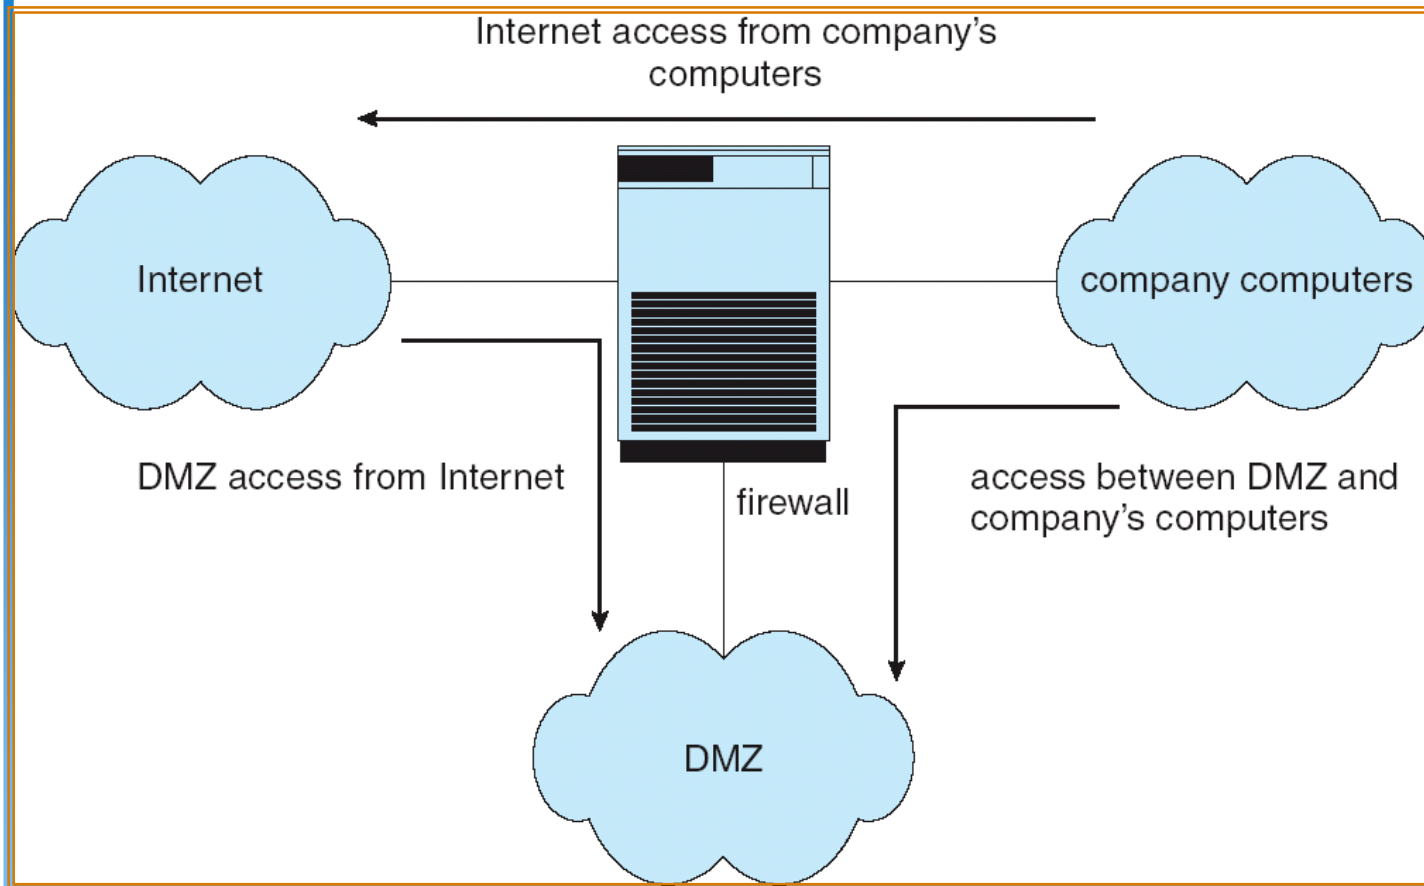 Internet access from company's
computers
Internet
company computers
DMZ access from Internet
firewall
access between DMZ and
company's computers
DMZ